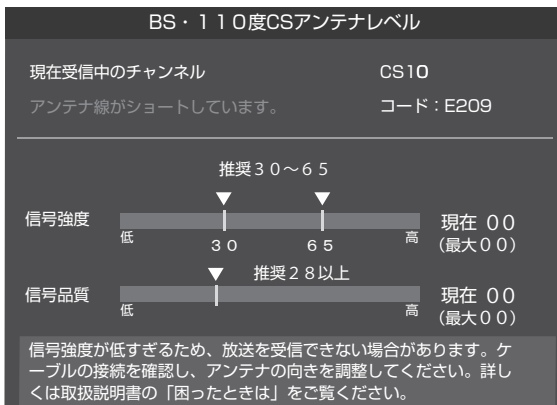 BS・110度CSアンテナレベル
現在受信中のチャンネル CS10
アンテナ線がショートしています。 コード：E209
推奨30～65
信号強度 低 30 65 高 現在 00
(最大00)
推奨28以上
信号品質 低 高 現在 00
(最大00)
信号強度が低すぎるため、放送を受信できない場合があります。ケ
ーブルの接続を確認し、アンテナの向きを調整してください。詳し
くは取扱説明書の「困ったときは」をご覧ください。